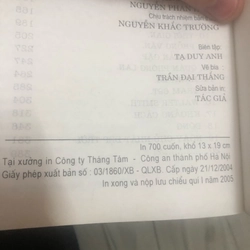 NGUYỄN PHAN
Chịu trách nhiệm bản
NGUYỄN KHẮC TRƯỜNG
Biên tập:
TẠ DUY ANH
Vẽ bìa:
TRẦN ĐẠI THẮNG
Sửa bản in:
TÁC GIẢ
In 700 cuốn, khổ 13 x 19 cm
Tại xưởng in Công ty Tháng Tám - Công an thành phố Hà Nội
Giấy phép xuất bản số : 03/1860/XB - QLXB. Cấp ngày 21/12/2004
In xong và nộp lưu chiểu quí I năm 2005